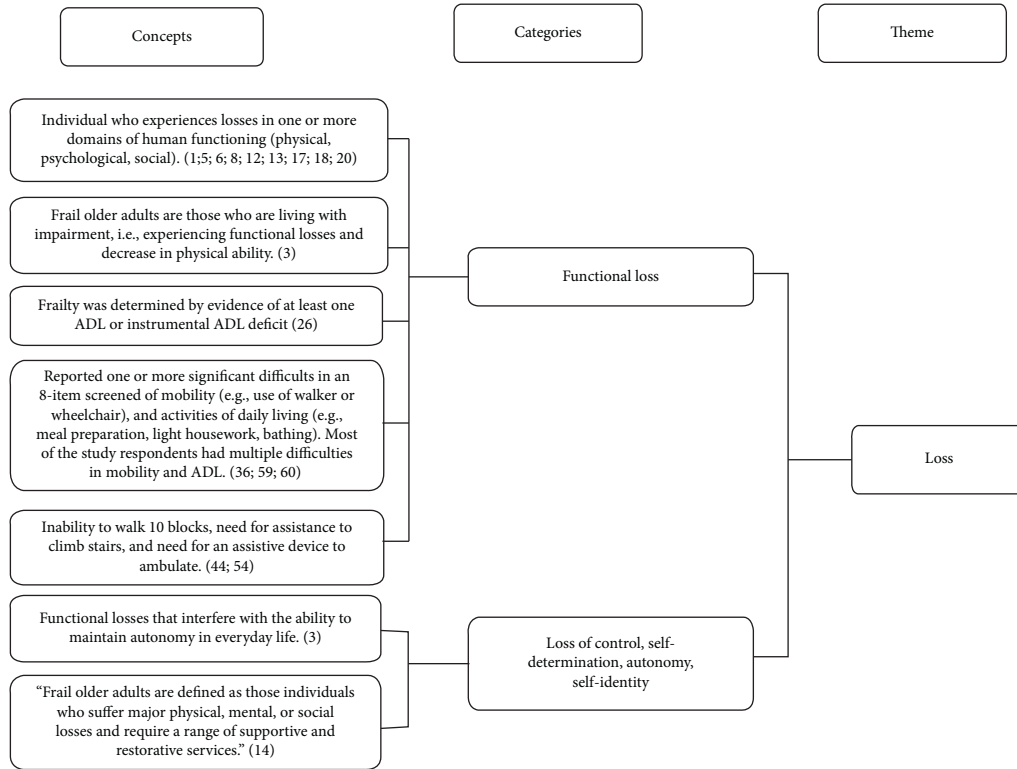 Concepts
Categories
Theme
Individual who experiences losses in one or more
domains of human functioning (physical,
psychological, social). (1;5; 6; 8; 12; 13; 17; 18; 20)
Frail older adults are those who are living with
impairment, i.e., experiencing functional losses and
decrease in physical ability. (3)
Frailty was determined by evidence of at least one
ADL or instrumental ADL deficit (26)
Reported one or more significant difficults in an
8-item screened of mobility (e.g., use of walker or
wheelchair), and activities of daily living (e.g.,
meal preparation, light housework, bathing). Most
of the study respondents had multiple difficulties
in mobility and ADL. (36; 59; 60)
Inability to walk 10 blocks, need for assistance to
climb stairs, and need for an assistive device to
ambulate. (44; 54)
Functional losses that interfere with the ability to
maintain autonomy in everyday life. (3)
“Frail older adults are defined as those individuals
who suffer major physical, mental, or social
losses and require a range of supportive and
restorative services.” (14)
Functional loss
Loss of control, self-
determination, autonomy,
self-identity
Loss